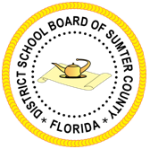 DISTRICT SCHOOL BOARD OF SUMTER COUNTY
★ FLORIDA ★